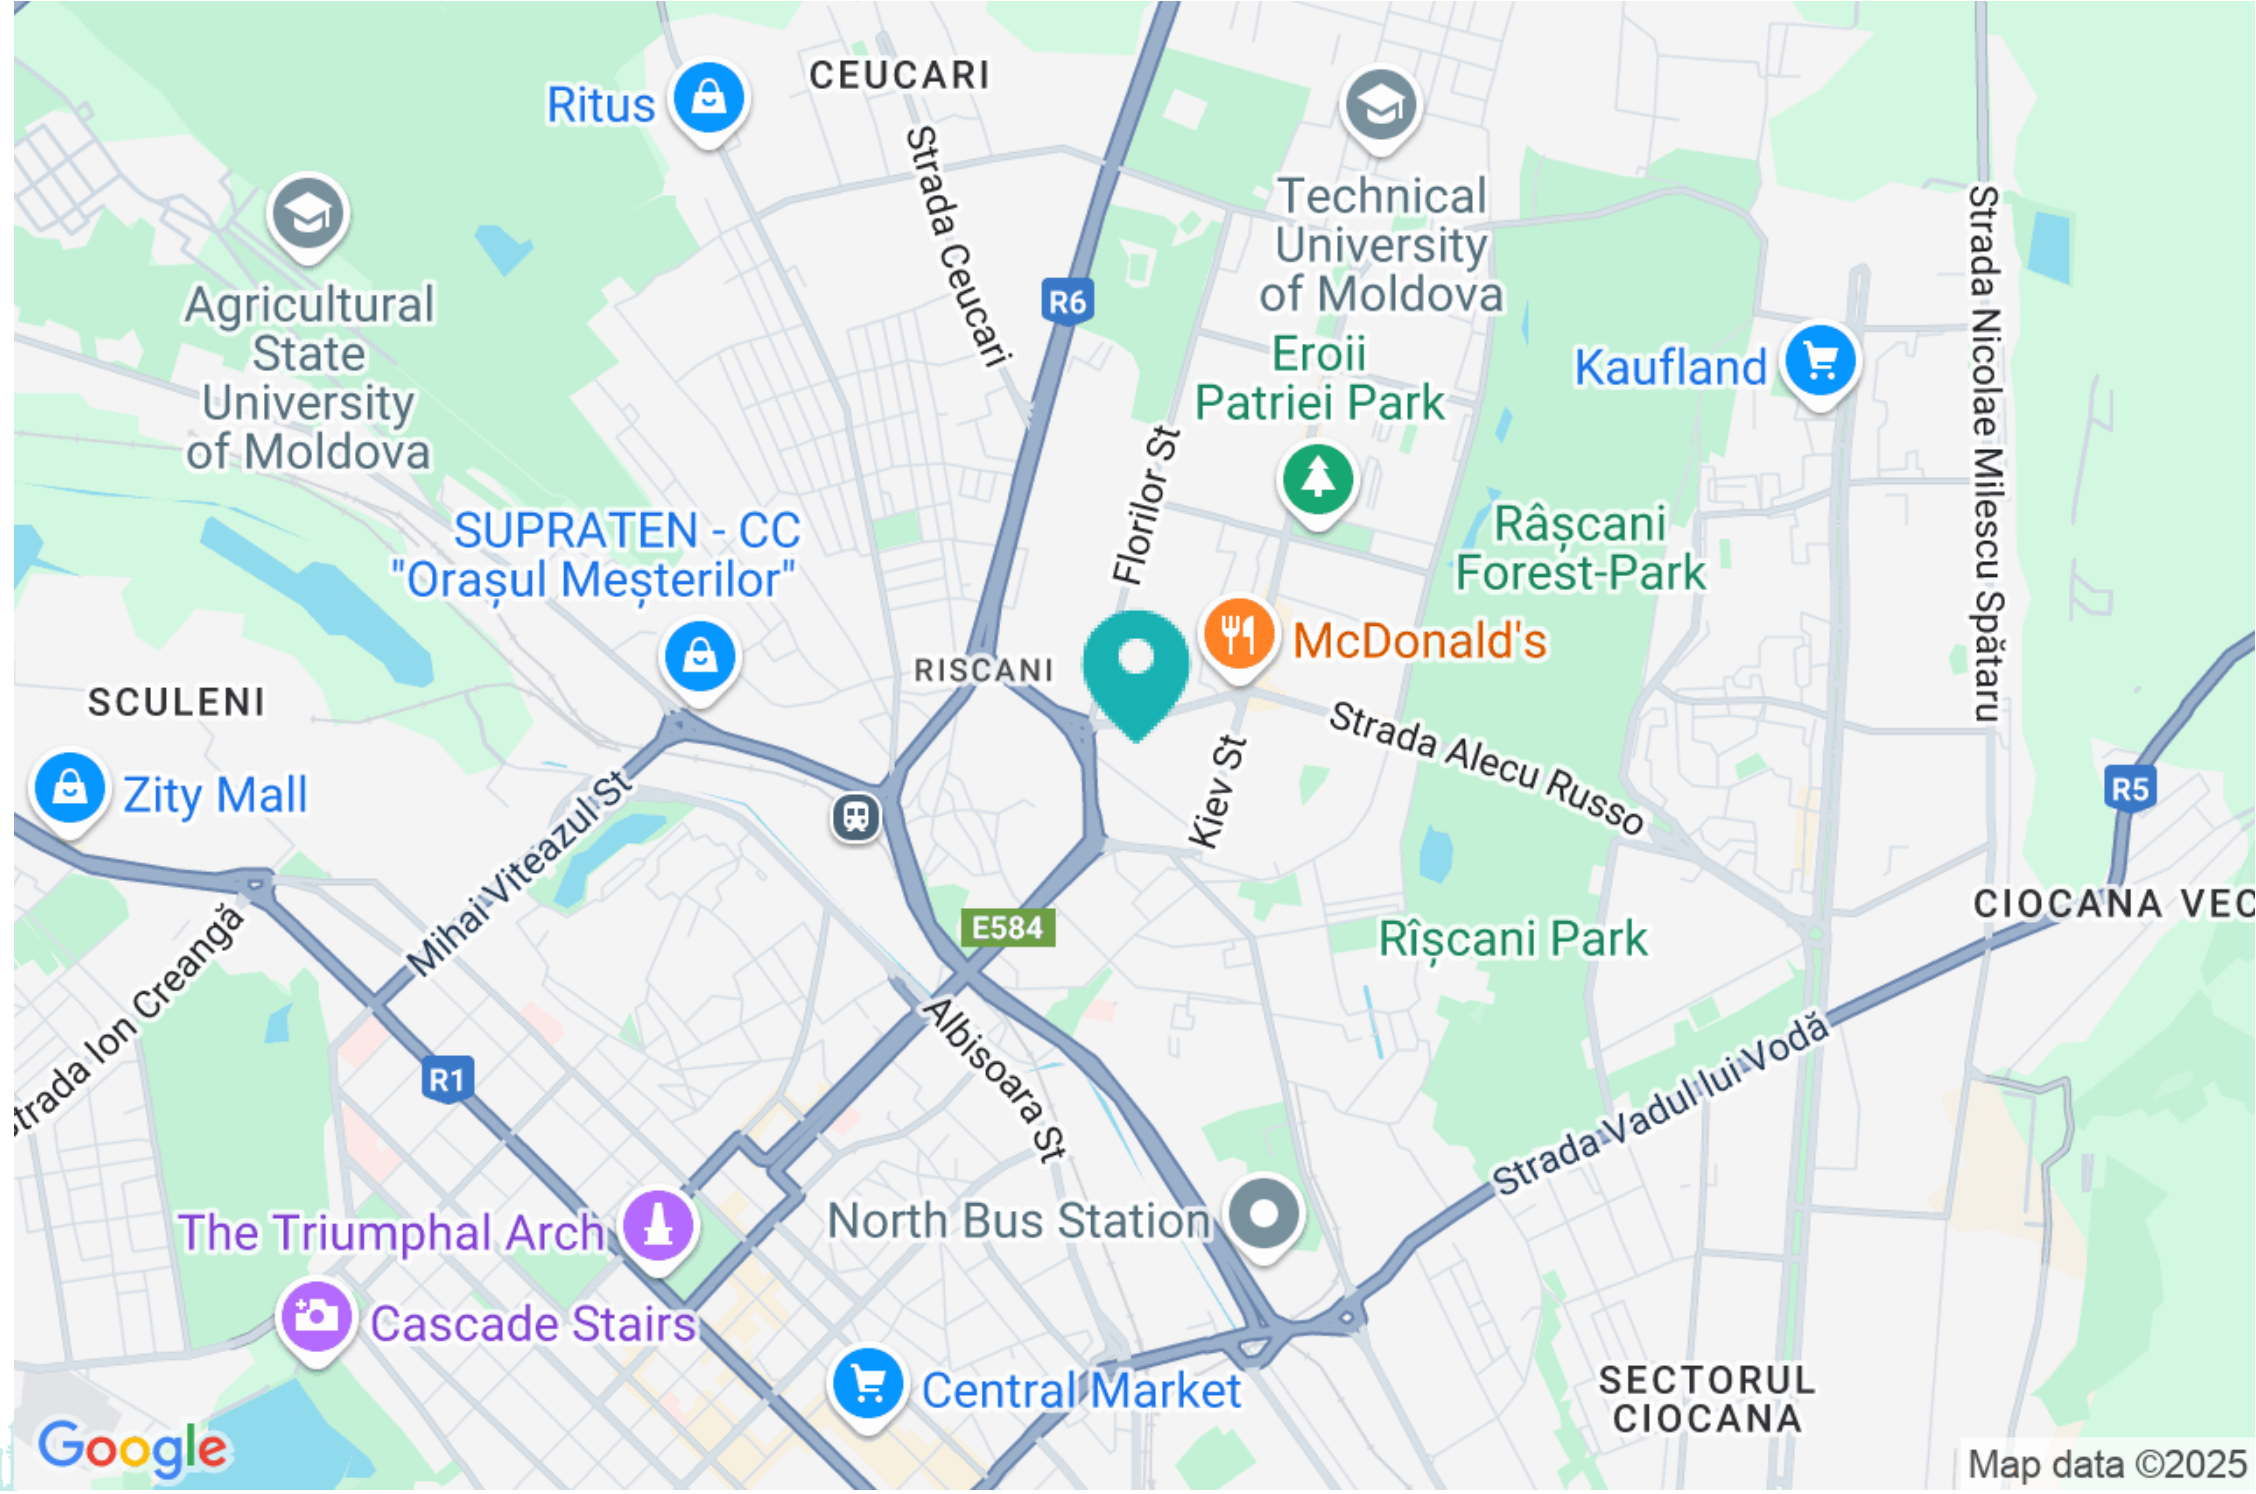 CEUCARI
Ritus
Strada Ceucari
Technical
University
of Moldova
Agricultural
State
University
of Moldova
R6
Eroii
Patriei Park
Kaufland
Strada Nicolae Milescu Spătaru
Florilor St
SUPRATEN - CC
"Orașul Meșterilor"
Râșcani
Forest-Park
McDonald's
RISCANI
SCULENI
Strada Alecu Russo
Zity Mall
Mihai Viteazul St
Kiev St
R5
CIOCANA VEC
E584
Rîșcani Park
Strada Ion Creangă
R1
Albisoara St
Strada Vadul lui Vodă
North Bus Station
The Triumphal Arch
Cascade Stairs
Central Market
SECTORUL
CIOCANA
Google
Map data ©2025